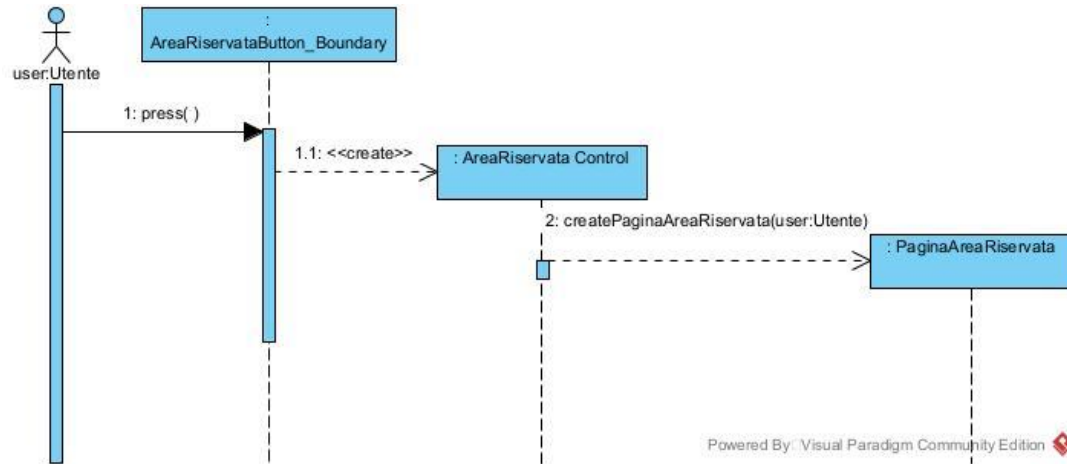 :
AreaRiservataButton_Boundary
user:Utente
1: press( )
1.1: <<create>>
: AreaRiservata Control
2: createPaginaAreaRiservata(user:Utente)
: PaginaAreaRiservata
Powered By: Visual Paradigm Community Edition